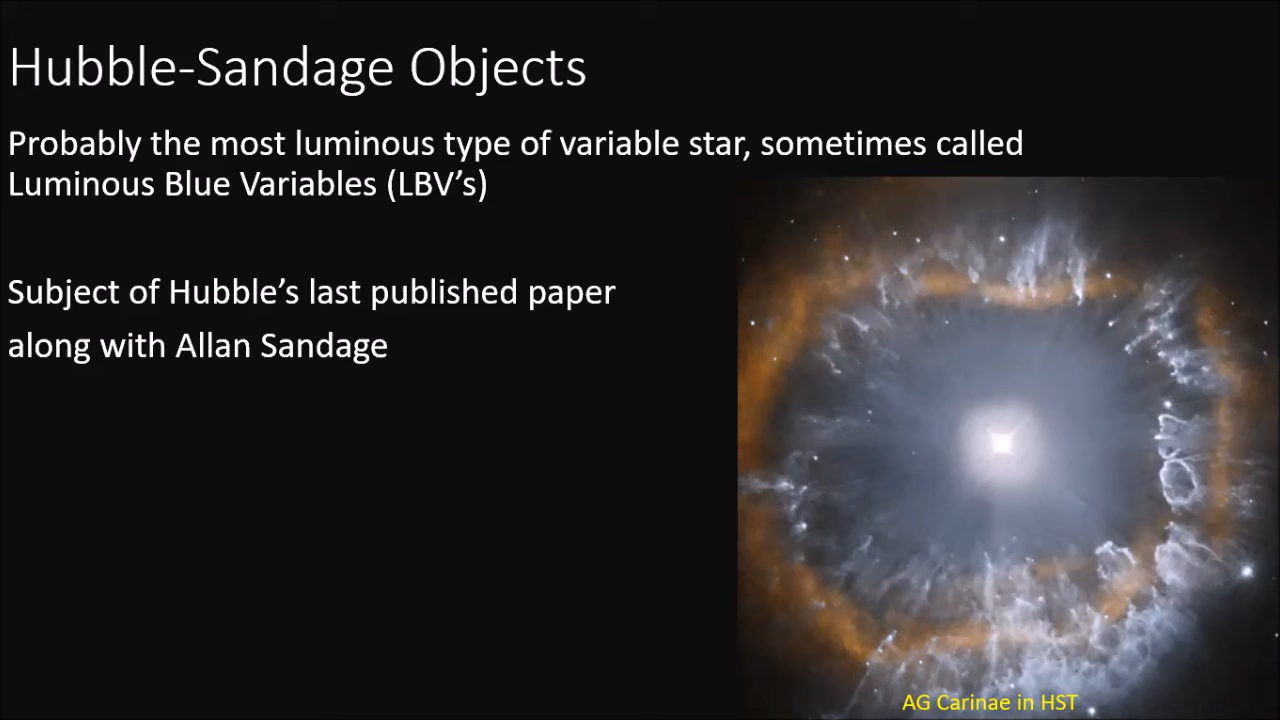 Hubble-Sandage Objects
Probably the most luminous type of variable star, sometimes called
Luminous Blue Variables (LBV’s)
Subject of Hubble’s last published paper
along with Allan Sandage
AG Carinae in HST